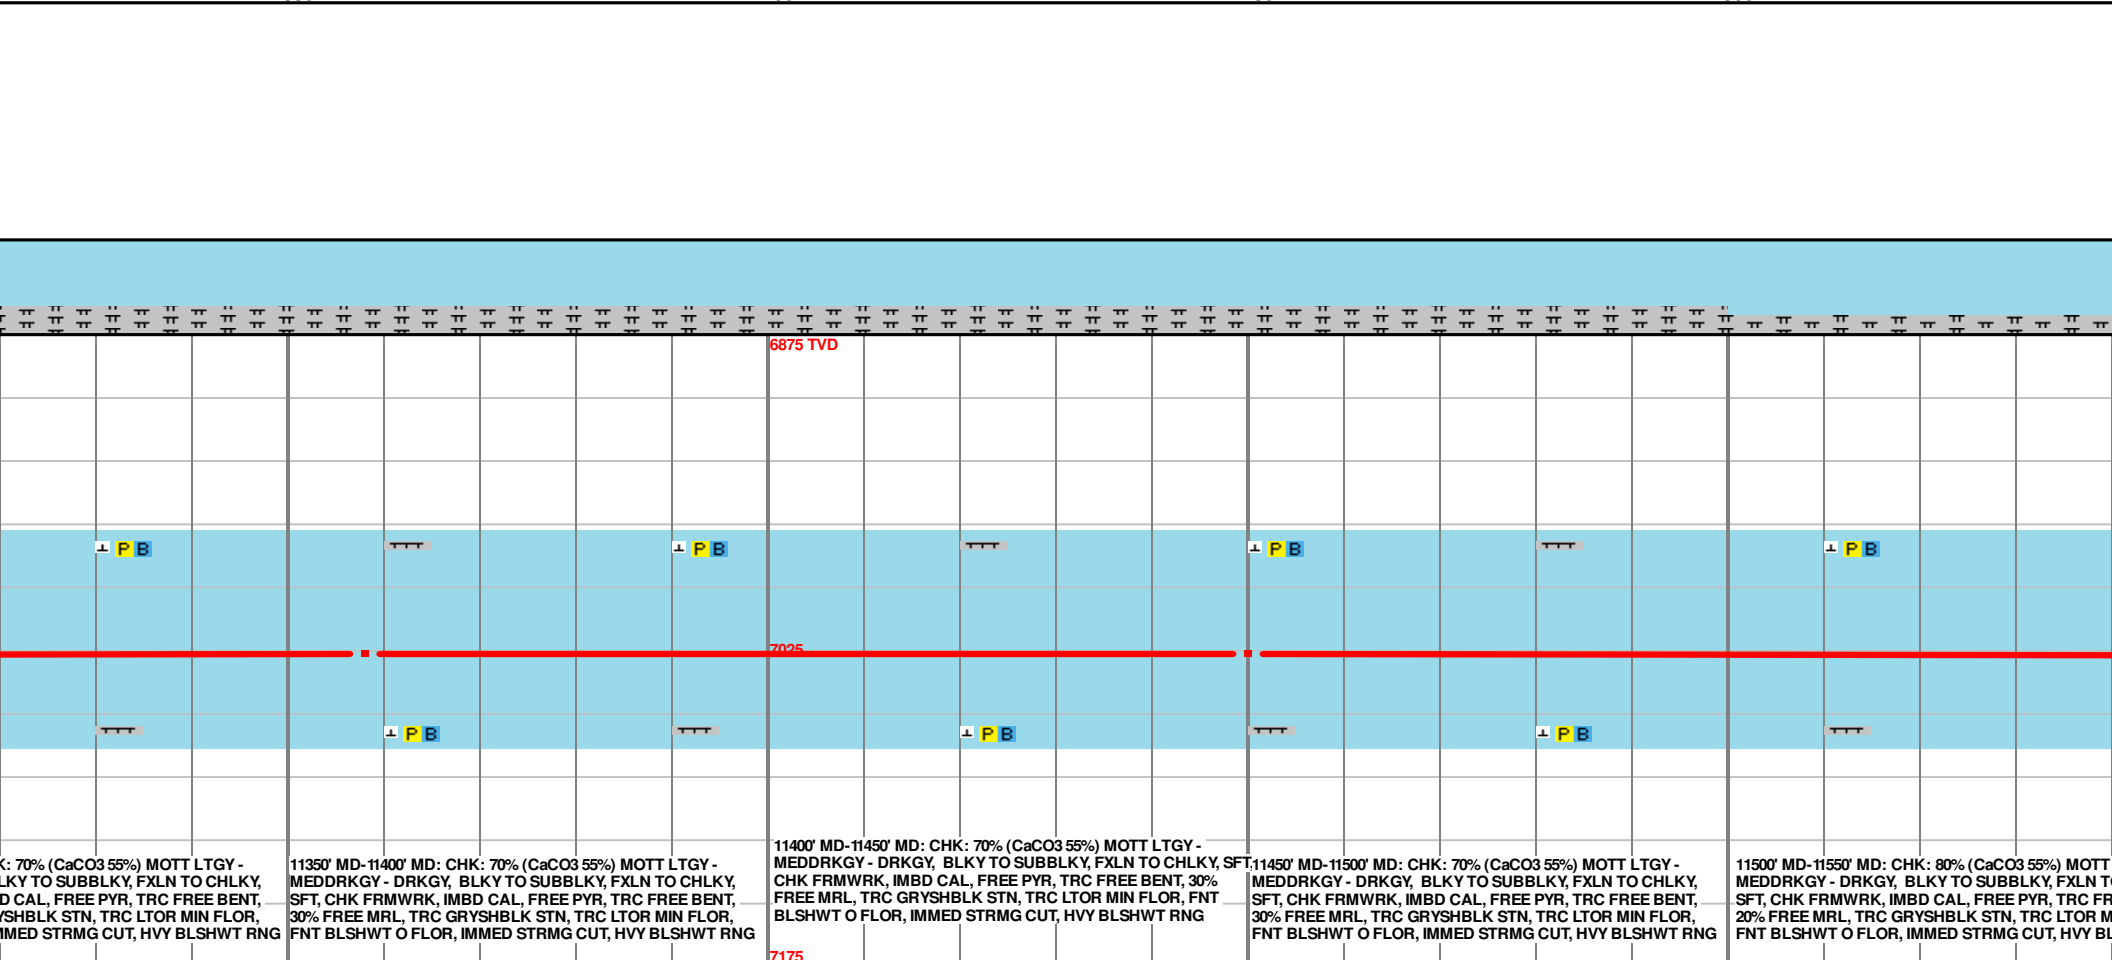 6875 TVD
P B
P B
P B
P B
7025
P B
P B
P B
K: 70% (CaCO3 55%) MOTT LTGY -
LKY TO SUBBLKY, FXLN TO CHLKY,
D CAL, FREE PYR, TRC FREE BENT,
YSHBLK STN, TRC LTOR MIN FLOR,
MMED STRMG CUT, HVY BLSHWT RNG
11350' MD-11400' MD: CHK: 70% (CaCO3 55%) MOTT LTGY -
MEDDRKGY - DRKGY, BLKY TO SUBBLKY, FXLN TO CHLKY,
SFT, CHK FRMWRK, IMBD CAL, FREE PYR, TRC FREE BENT,
30% FREE MRL, TRC GRYSHBLK STN, TRC LTOR MIN FLOR,
FNT BLSHWT O FLOR, IMMED STRMG CUT, HVY BLSHWT RNG
11400' MD-11450' MD: CHK: 70% (CaCO3 55%) MOTT LTGY -
MEDDRKGY - DRKGY, BLKY TO SUBBLKY, FXLN TO CHLKY, SFT,
CHK FRMWRK, IMBD CAL, FREE PYR, TRC FREE BENT, 30%
FREE MRL, TRC GRYSHBLK STN, TRC LTOR MIN FLOR, FNT
BLSHWT O FLOR, IMMED STRMG CUT, HVY BLSHWT RNG
11450' MD-11500' MD: CHK: 70% (CaCO3 55%) MOTT LTGY -
MEDDRKGY - DRKGY, BLKY TO SUBBLKY, FXLN TO CHLKY,
SFT, CHK FRMWRK, IMBD CAL, FREE PYR, TRC FREE BENT,
30% FREE MRL, TRC GRYSHBLK STN, TRC LTOR MIN FLOR,
FNT BLSHWT O FLOR, IMMED STRMG CUT, HVY BLSHWT RNG
11500' MD-11550' MD: CHK: 80% (CaCO3 55%) MOTT
MEDDRKGY - DRKGY, BLKY TO SUBBLKY, FXLN T
SFT, CHK FRMWRK, IMBD CAL, FREE PYR, TRC FR
20% FREE MRL, TRC GRYSHBLK STN, TRC LTOR M
FNT BLSHWT O FLOR, IMMED STRMG CUT, HVY BL
7175